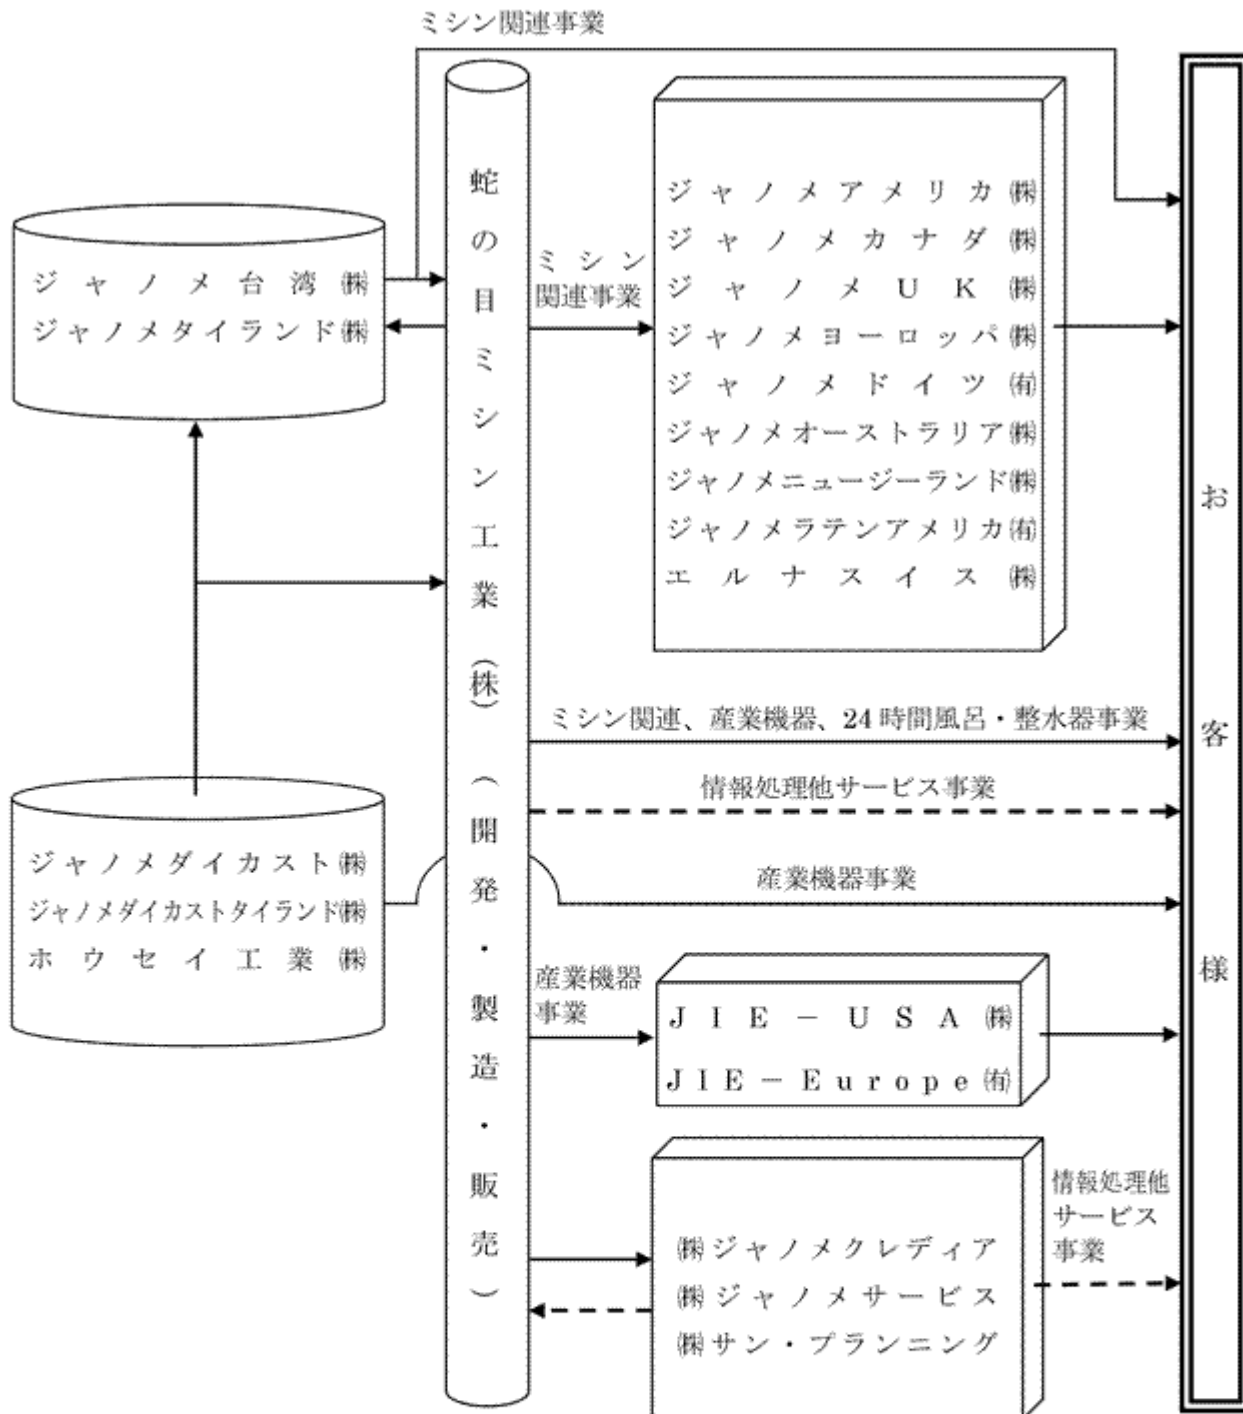 ミシン関連事業
ジャノメ台湾㈱
ジャノメタイランド㈱
蛇の目ミシン工業(株)(開発・製造・販売)
ミシン
関連事業
ジャノメアメリカ㈱
ジャノメカナダ㈱
ジャノメUK㈱
ジャノメヨーロッパ㈱
ジャノメドイツ㈲
ジャノメオーストラリア㈱
ジャノメニュージーランド㈱
ジャノメラテンアメリカ㈲
エルナスイス㈱
お客様
ミシン関連、産業機器、24時間風呂・整水器事業
情報処理他サービス事業
ジャノメダイカスト㈱
ジャノメダイカストタイランド㈱
ホウセイ工業㈱
産業機器事業
産業機器
事業
JIE-USA㈱
JIE-Europe㈲
㈱ジャノメクレディア
㈱ジャノメサービス
㈱サン・プランニング
情報処理他
サービス
事業